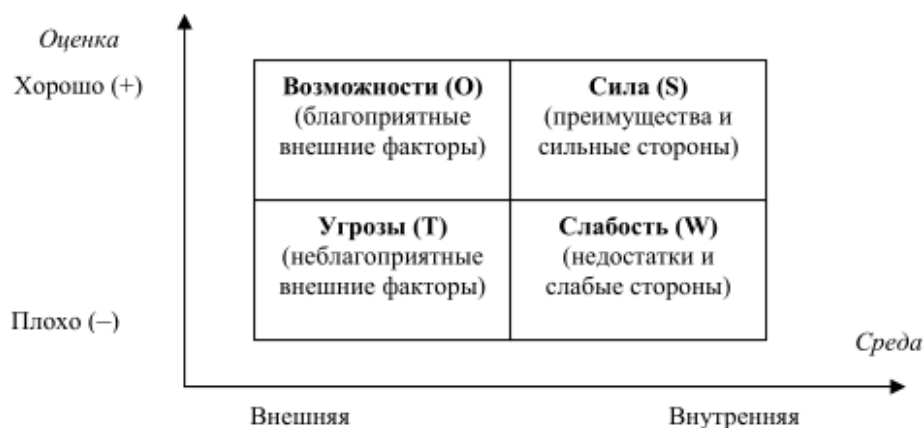 Оценка
Хорошо (+)
Возможности (O)
(благоприятные
внешние факторы)
Сила (S)
(преимущества и
сильные стороны)
Угрозы (T)
(неблагоприятные
внешние факторы)
Слабость (W)
(недостатки и
слабые стороны)
Плохо (–)
Среда
Внешняя
Внутренняя